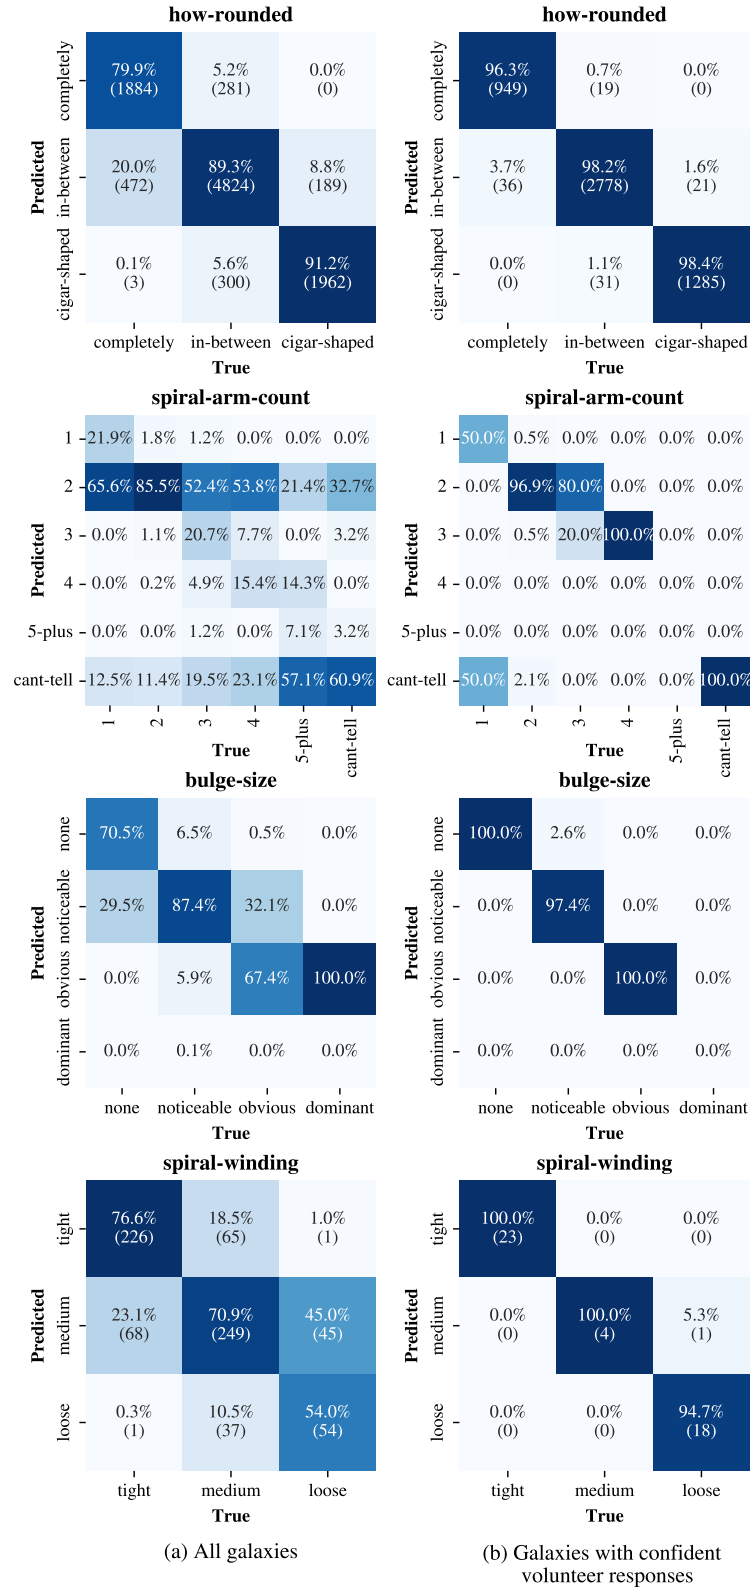 how-rounded
how-rounded
Predicted
completely
79.9% 5.2% 0.0%
(1884) (281) (0)
in-between
20.0% 89.3% 8.8%
(472) (4824) (189)
cigar-shaped
0.1% 5.6% 91.2%
(3) (300) (1962)
completely in-between cigar-shaped
True
Predicted
completely
96.3% 0.7% 0.0%
(949) (19) (0)
in-between
3.7% 98.2% 1.6%
(36) (2778) (21)
cigar-shaped
0.0% 1.1% 98.4%
(0) (31) (1285)
completely in-between cigar-shaped
True
spiral-arm-count
Predicted
1 21.9% 1.8% 1.2% 0.0% 0.0% 0.0%
2 65.6% 85.5% 52.4% 53.8% 21.4% 32.7%
3 0.0% 1.1% 20.7% 7.7% 0.0% 3.2%
4 0.0% 0.2% 4.9% 15.4% 14.3% 0.0%
5-plus 0.0% 0.0% 1.2% 0.0% 7.1% 3.2%
cant-tell 12.5% 11.4% 19.5% 23.1% 57.1% 60.9%
1 2 3 4 5-plus cant-tell
True
spiral-arm-count
Predicted
1 50.0% 0.5% 0.0% 0.0% 0.0% 0.0%
2 0.0% 96.9% 80.0% 0.0% 0.0% 0.0%
3 0.0% 0.5% 20.0% 100.0% 0.0% 0.0%
4 0.0% 0.0% 0.0% 0.0% 0.0% 0.0%
5-plus 0.0% 0.0% 0.0% 0.0% 0.0% 0.0%
cant-tell 50.0% 2.1% 0.0% 0.0% 0.0% 100.0%
1 2 3 4 5-plus cant-tell
True
bulge-size
Predicted
none 70.5% 6.5% 0.5% 0.0%
noticeable 29.5% 87.4% 32.1% 0.0%
obvious 0.0% 5.9% 67.4% 100.0%
dominant 0.0% 0.1% 0.0% 0.0%
none noticeable obvious dominant
True
bulge-size
Predicted
none 100.0% 2.6% 0.0% 0.0%
noticeable 0.0% 97.4% 0.0% 0.0%
obvious 0.0% 0.0% 100.0% 0.0%
dominant 0.0% 0.0% 0.0% 0.0%
none noticeable obvious dominant
True
spiral-winding
Predicted
tight
76.6% 18.5% 1.0%
(226) (65) (1)
medium
23.1% 70.9% 45.0%
(68) (249) (45)
loose
0.3% 10.5% 54.0%
(1) (37) (54)
tight medium loose
True
spiral-winding
Predicted
tight
100.0% 0.0% 0.0%
(23) (0) (0)
medium
0.0% 100.0% 5.3%
(0) (4) (1)
loose
0.0% 0.0% 94.7%
(0) (0) (18)
tight medium loose
True
(a) All galaxies
(b) Galaxies with confident
volunteer responses